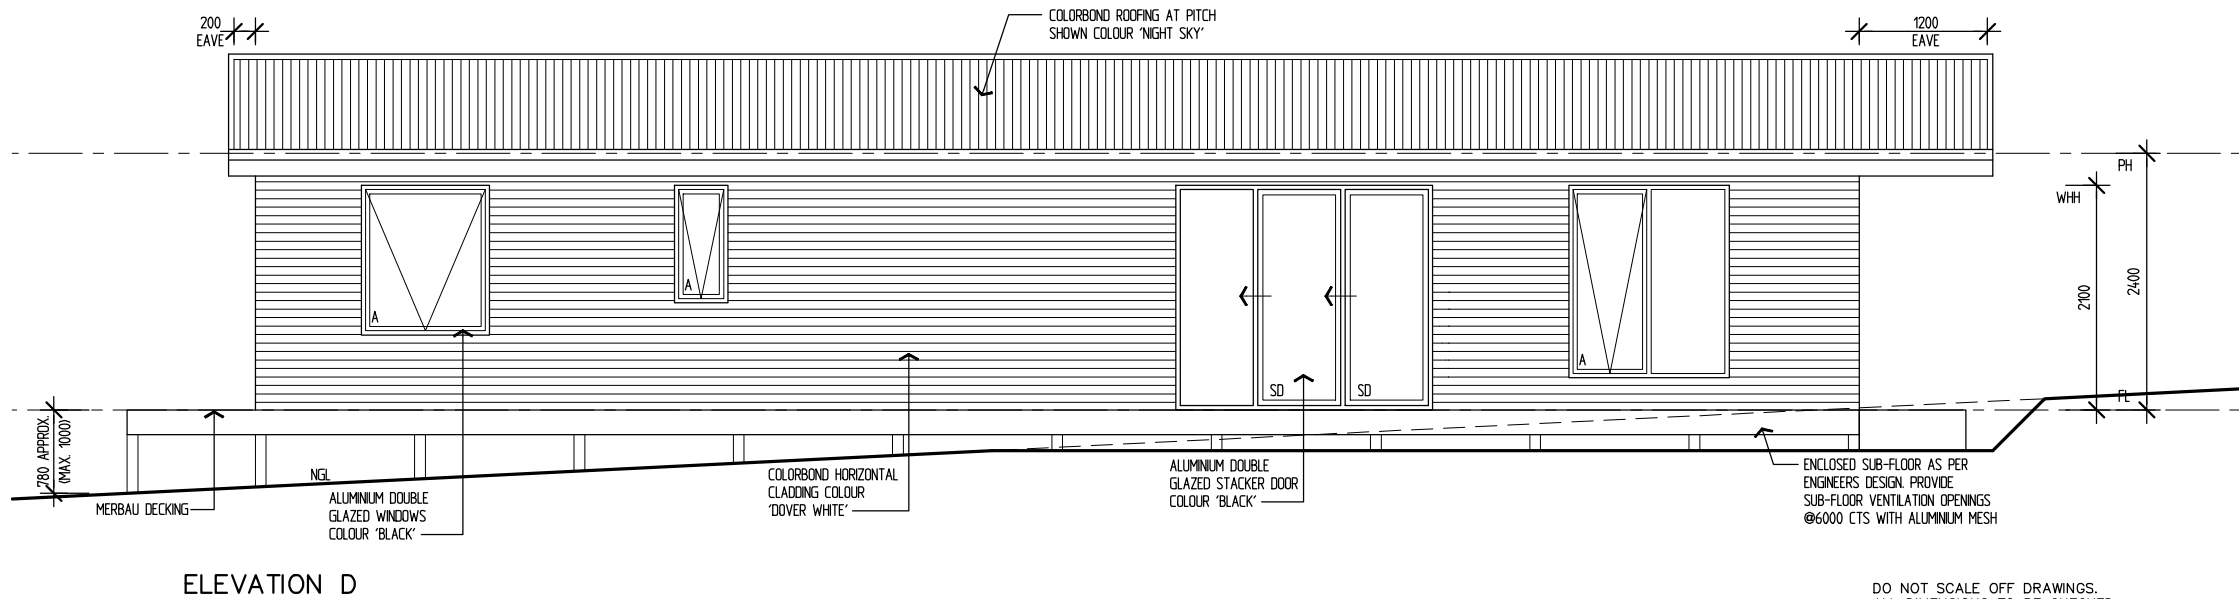 200
EAVE
COLORBOND ROOFING AT PITCH
SHOWN COLOUR 'NIGHT SKY'
1200
EAVE
PH
WHH
2100
2400
FL
A
A
SD
SD
A
780 APPROX.
(MAX. 1000)
NGL
MERBAU DECKING
ALUMINIUM DOUBLE
GLAZED WINDOWS
COLOUR 'BLACK'
COLORBOND HORIZONTAL
CLADDING COLOUR
'DOVER WHITE'
ALUMINIUM DOUBLE
GLAZED STACKER DOOR
COLOUR 'BLACK'
ENCLOSED SUB-FLOOR AS PER
ENGINEERS DESIGN. PROVIDE
SUB-FLOOR VENTILATION OPENINGS
@6000 CTS WITH ALUMINIUM MESH
ELEVATION D
DO NOT SCALE OFF DRAWINGS.